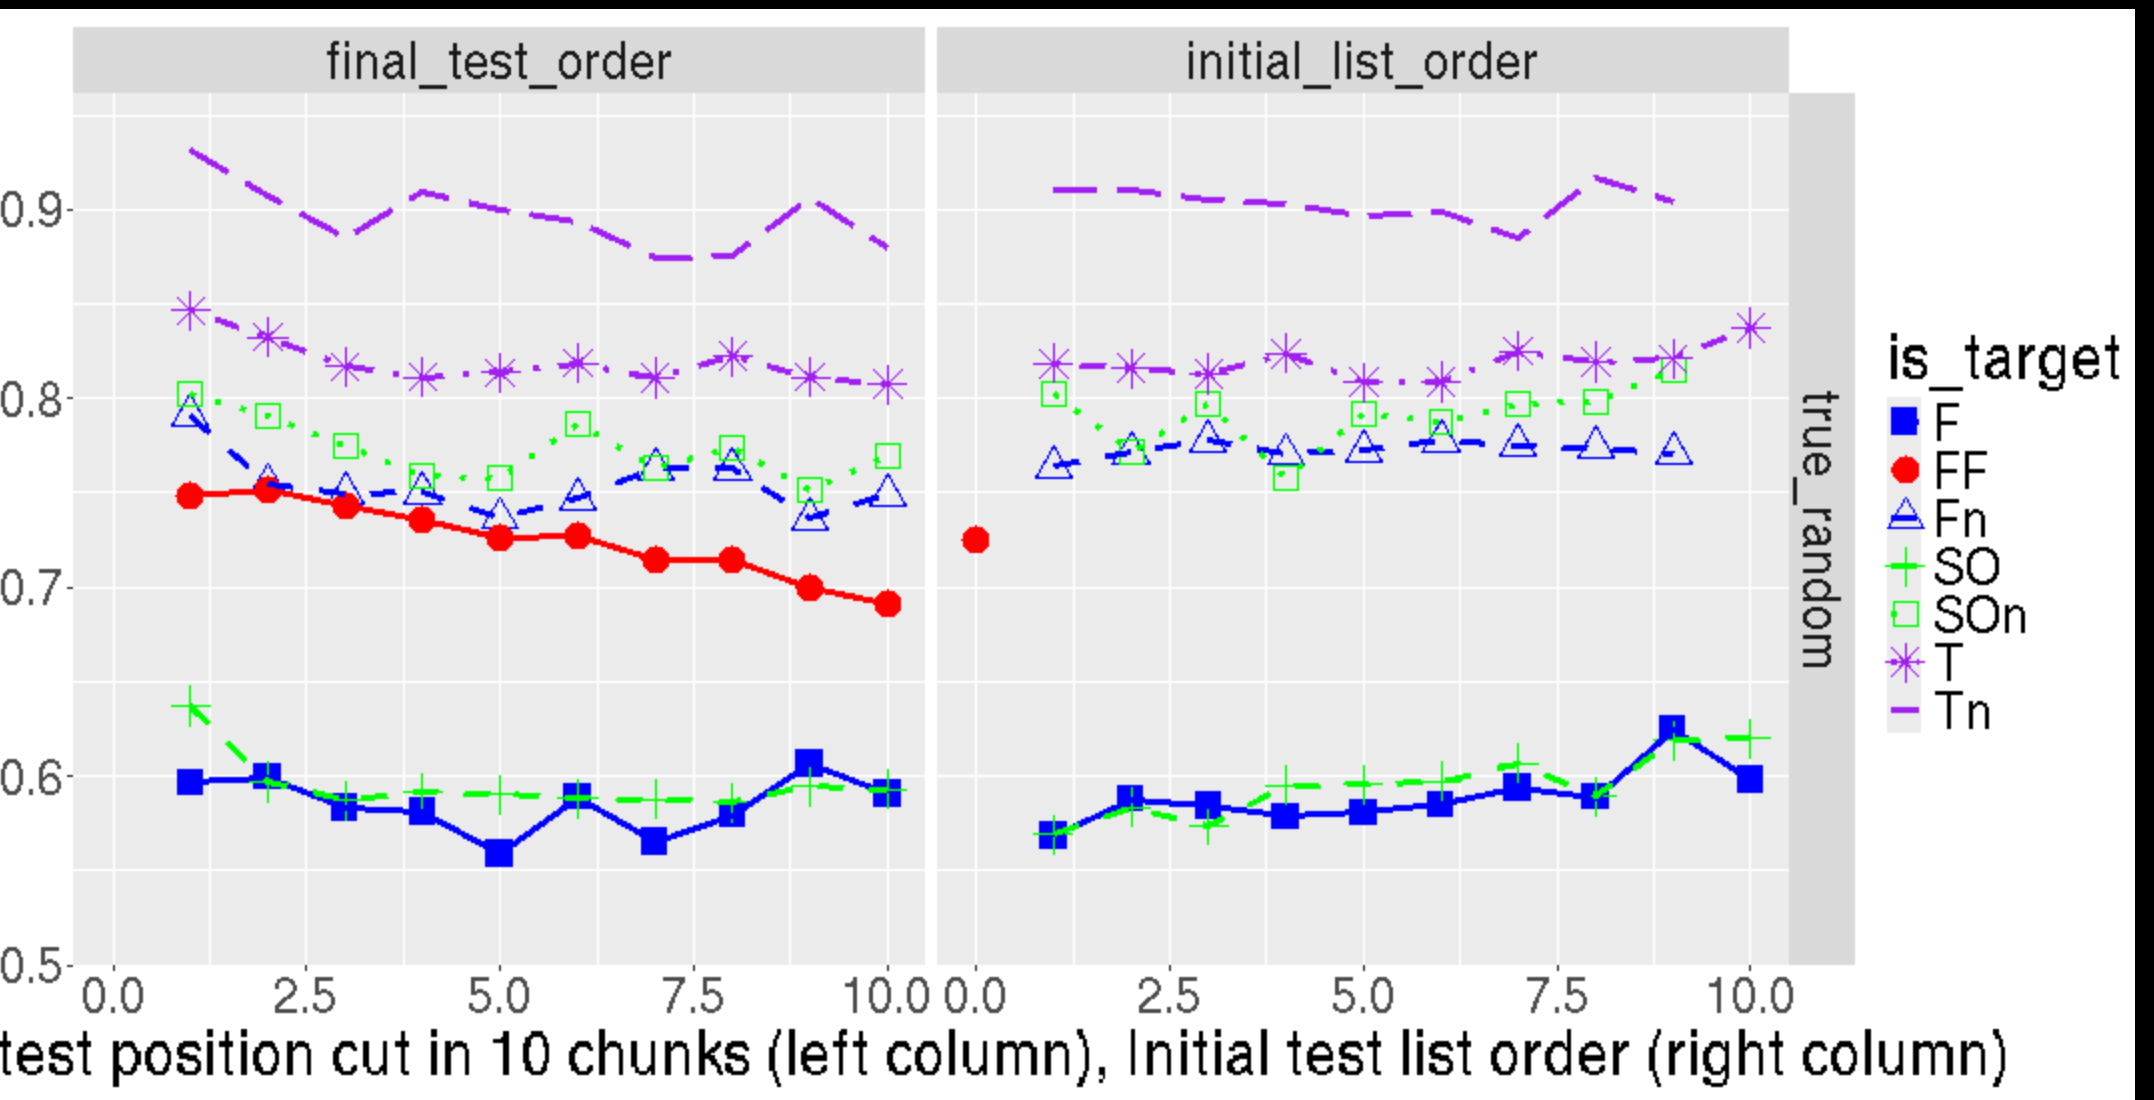 final_test_order
initial_list_order
0.9
0.8
0.7
0.6
0.5
true_random
is_target
F
FF
Fn
SO
SOn
T
Tn
0.0 2.5 5.0 7.5 10.0 0.0 2.5 5.0 7.5 10.0
test position cut in 10 chunks (left column), Initial test list order (right column)